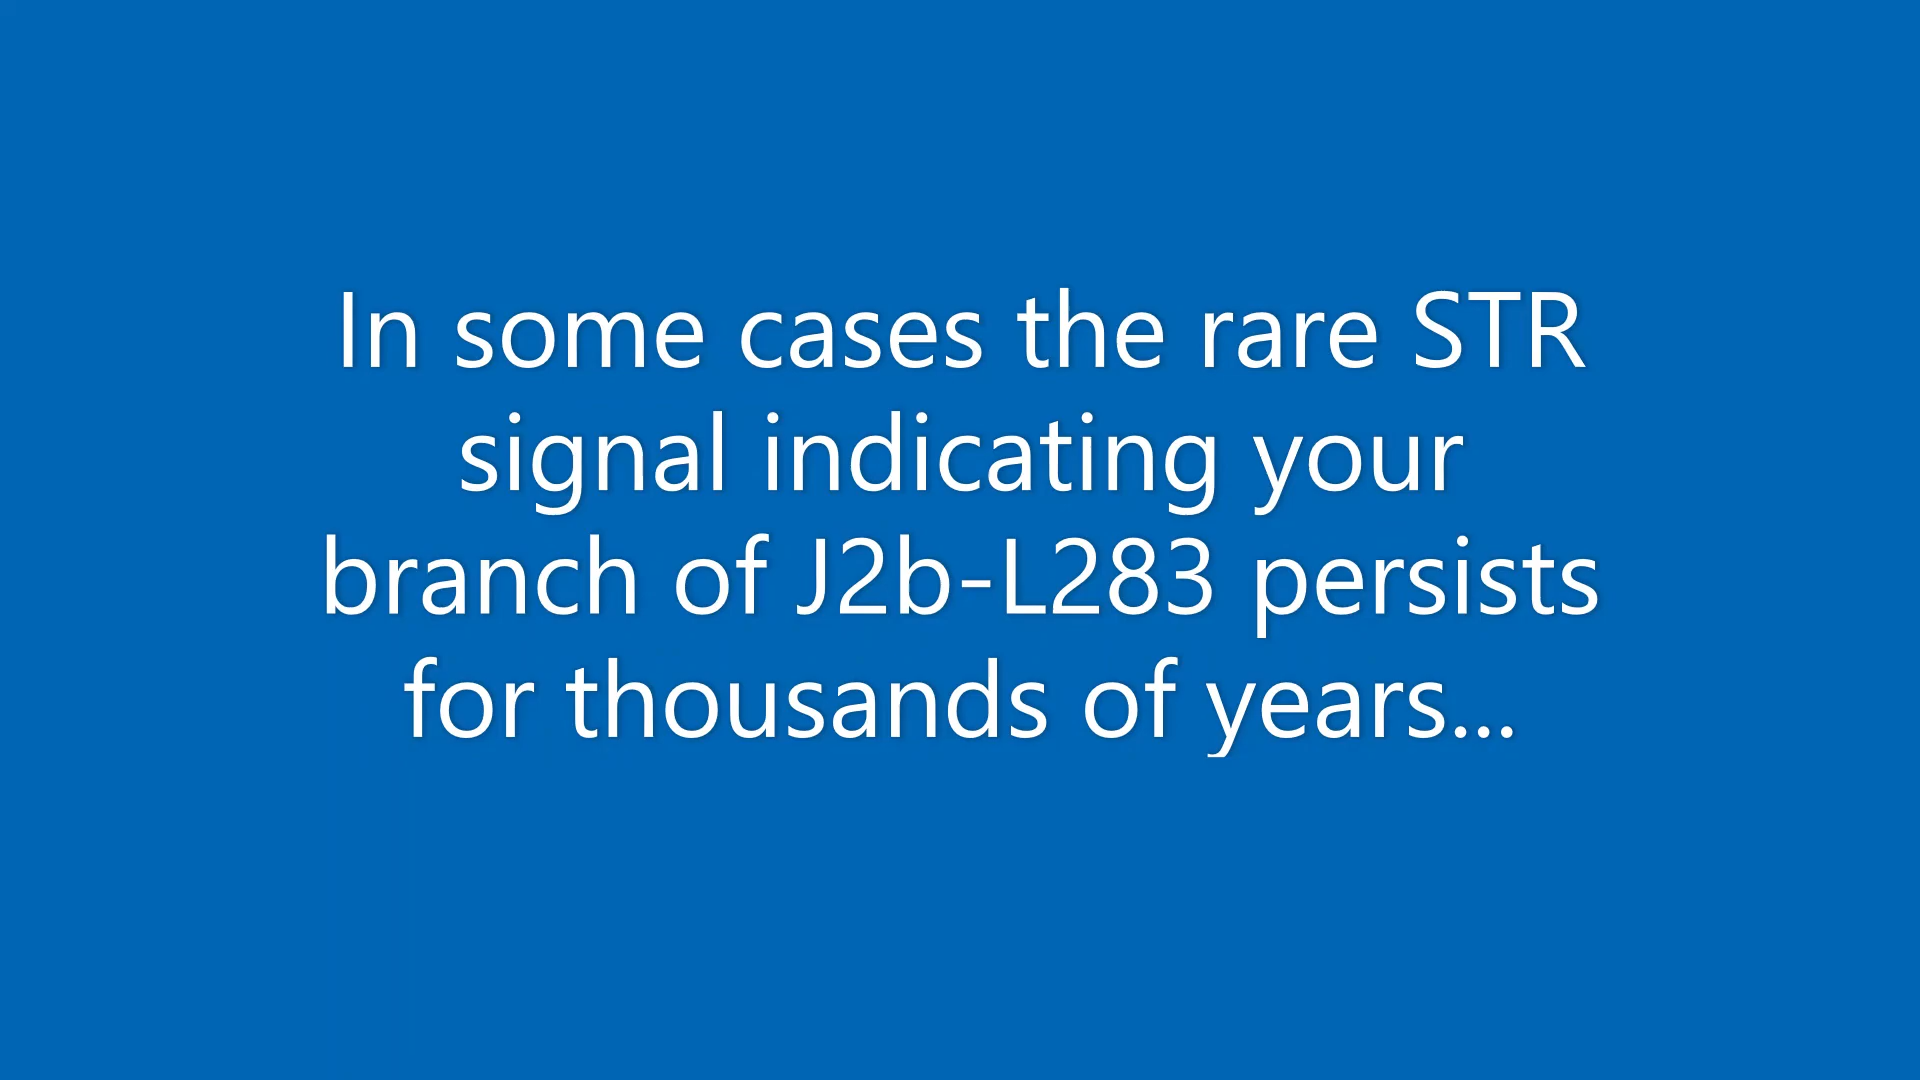 In some cases the rare STR
signal indicating your
branch of J2b-L283 persists
for thousands of years...